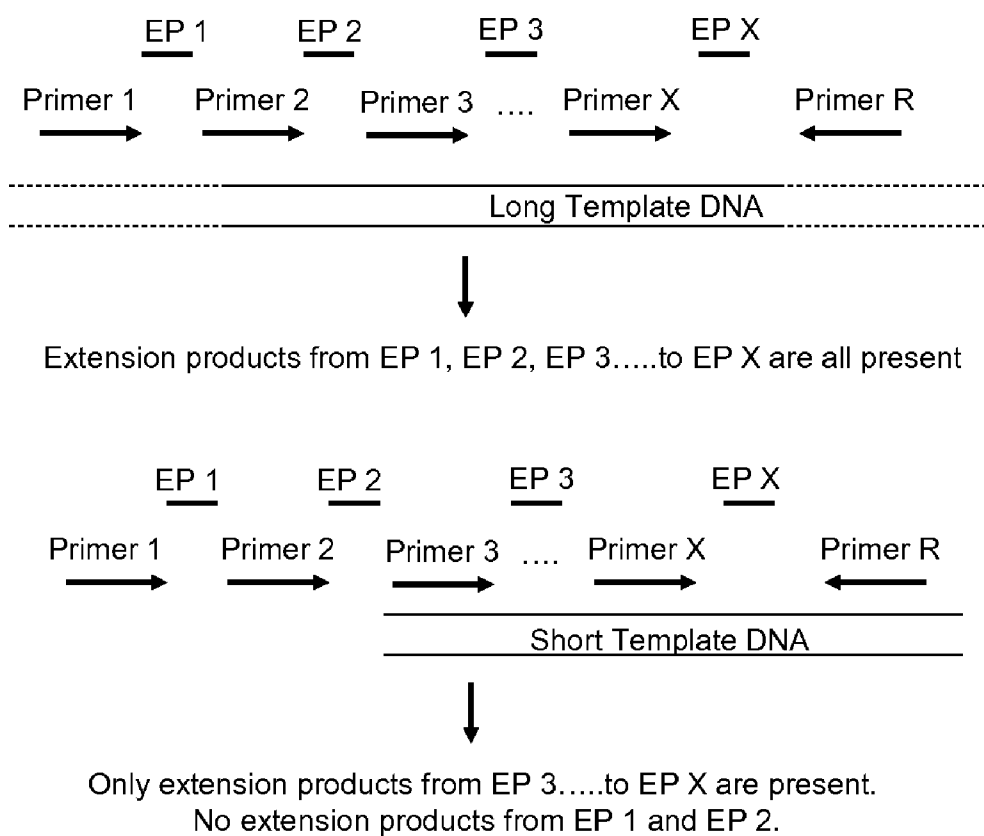 EP 1 EP 2 EP 3 EP X
Primer 1 Primer 2 Primer 3 .... Primer X Primer R
Long Template DNA
Extension products from EP 1, EP 2, EP 3.....to EP X are all present
EP 1 EP 2 EP 3 EP X
Primer 1 Primer 2 Primer 3 .... Primer X Primer R
Short Template DNA
Only extension products from EP 3.....to EP X are present.
No extension products from EP 1 and EP 2.